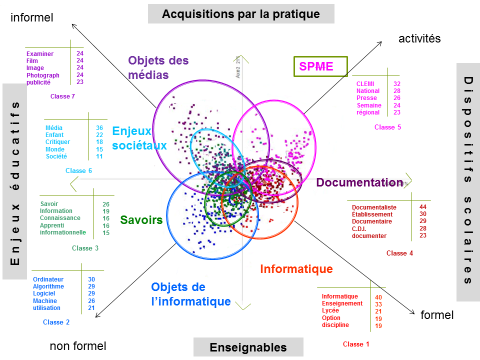 informel
Acquisitions par la pratique
activités
Objets des
médias
SPME
Examiner 24
Film 24
Image 24
Photograph 24
publicité 23
Classe 7
CLEMI 32
National 28
Presse 26
Semaine 24
régional 23
Classe 5
Média 36
Enfant 22
Critiquer 18
Monde 15
Société 11
Classe 6
Enjeux
sociétaux
Enjeux éducatifs
Dispositifs scolaires
Documentation
Savoir 26
Information 19
Connaissance 16
Apprenti 16
informationnelle 15
Classe 3
Savoirs
Documentaliste 44
Etablissement 30
Documentaire 29
C.D.I. 28
documenter 23
Classe 4
Informatique
Ordinateur 30
Algorithme 29
Logiciel 29
Machine 26
utilisation 21
Classe 2
Objets de
l’informatique
Informatique 40
Enseignement 33
Lycée 21
Option 19
discipline 19
Classe 1
formel
non formel
Enseignables